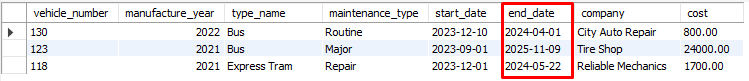 vehicle_number manufacture_year type_name maintenance_type start_date end_date company cost
130 2022 Bus Routine 2023-12-10 2024-04-01 City Auto Repair 800.00
123 2021 Bus Major 2023-09-01 2025-11-09 Tire Shop 24000.00
118 2021 Express Tram Repair 2023-12-01 2024-05-22 Reliable Mechanics 1700.00